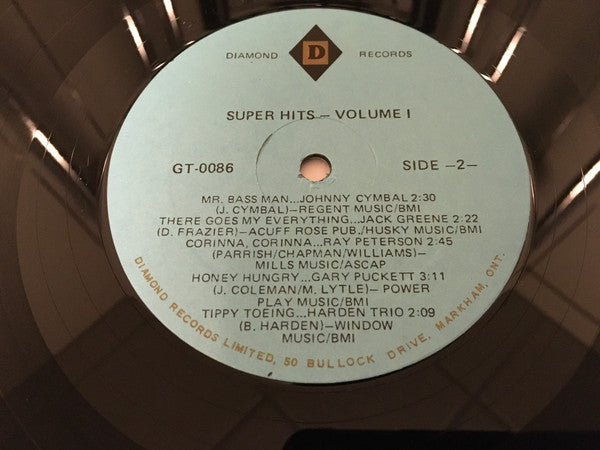 DIAMOND D RECORDS
SUPER HITS – VOLUME I
GT-0086 SIDE -2-
MR. BASS MAN...JOHNNY CYMBAL 2:30
(J. CYMBAL)—REGENT MUSIC/BMI
THERE GOES MY EVERYTHING...JACK GREENE 2:22
(D. FRAZIER)—ACUFF ROSE PUB./HUSKY MUSIC/BMI
CORINNA, CORINNA...RAY PETERSON 2:45
(PARRISH/CHAPMAN/WILLIAMS)—
MILLS MUSIC/ASCAP
HONEY HUNGRY...GARY PUCKETT 3:11
(J. COLEMAN/M. LYTLE)—POWER
PLAY MUSIC/BMI
TIPPY TOEING...HARDEN TRIO 2:09
(B. HARDEN)—WINDOW
MUSIC/BMI
DIAMOND RECORDS LIMITED, 50 BULLOCK DRIVE, MARKHAM, ONT.